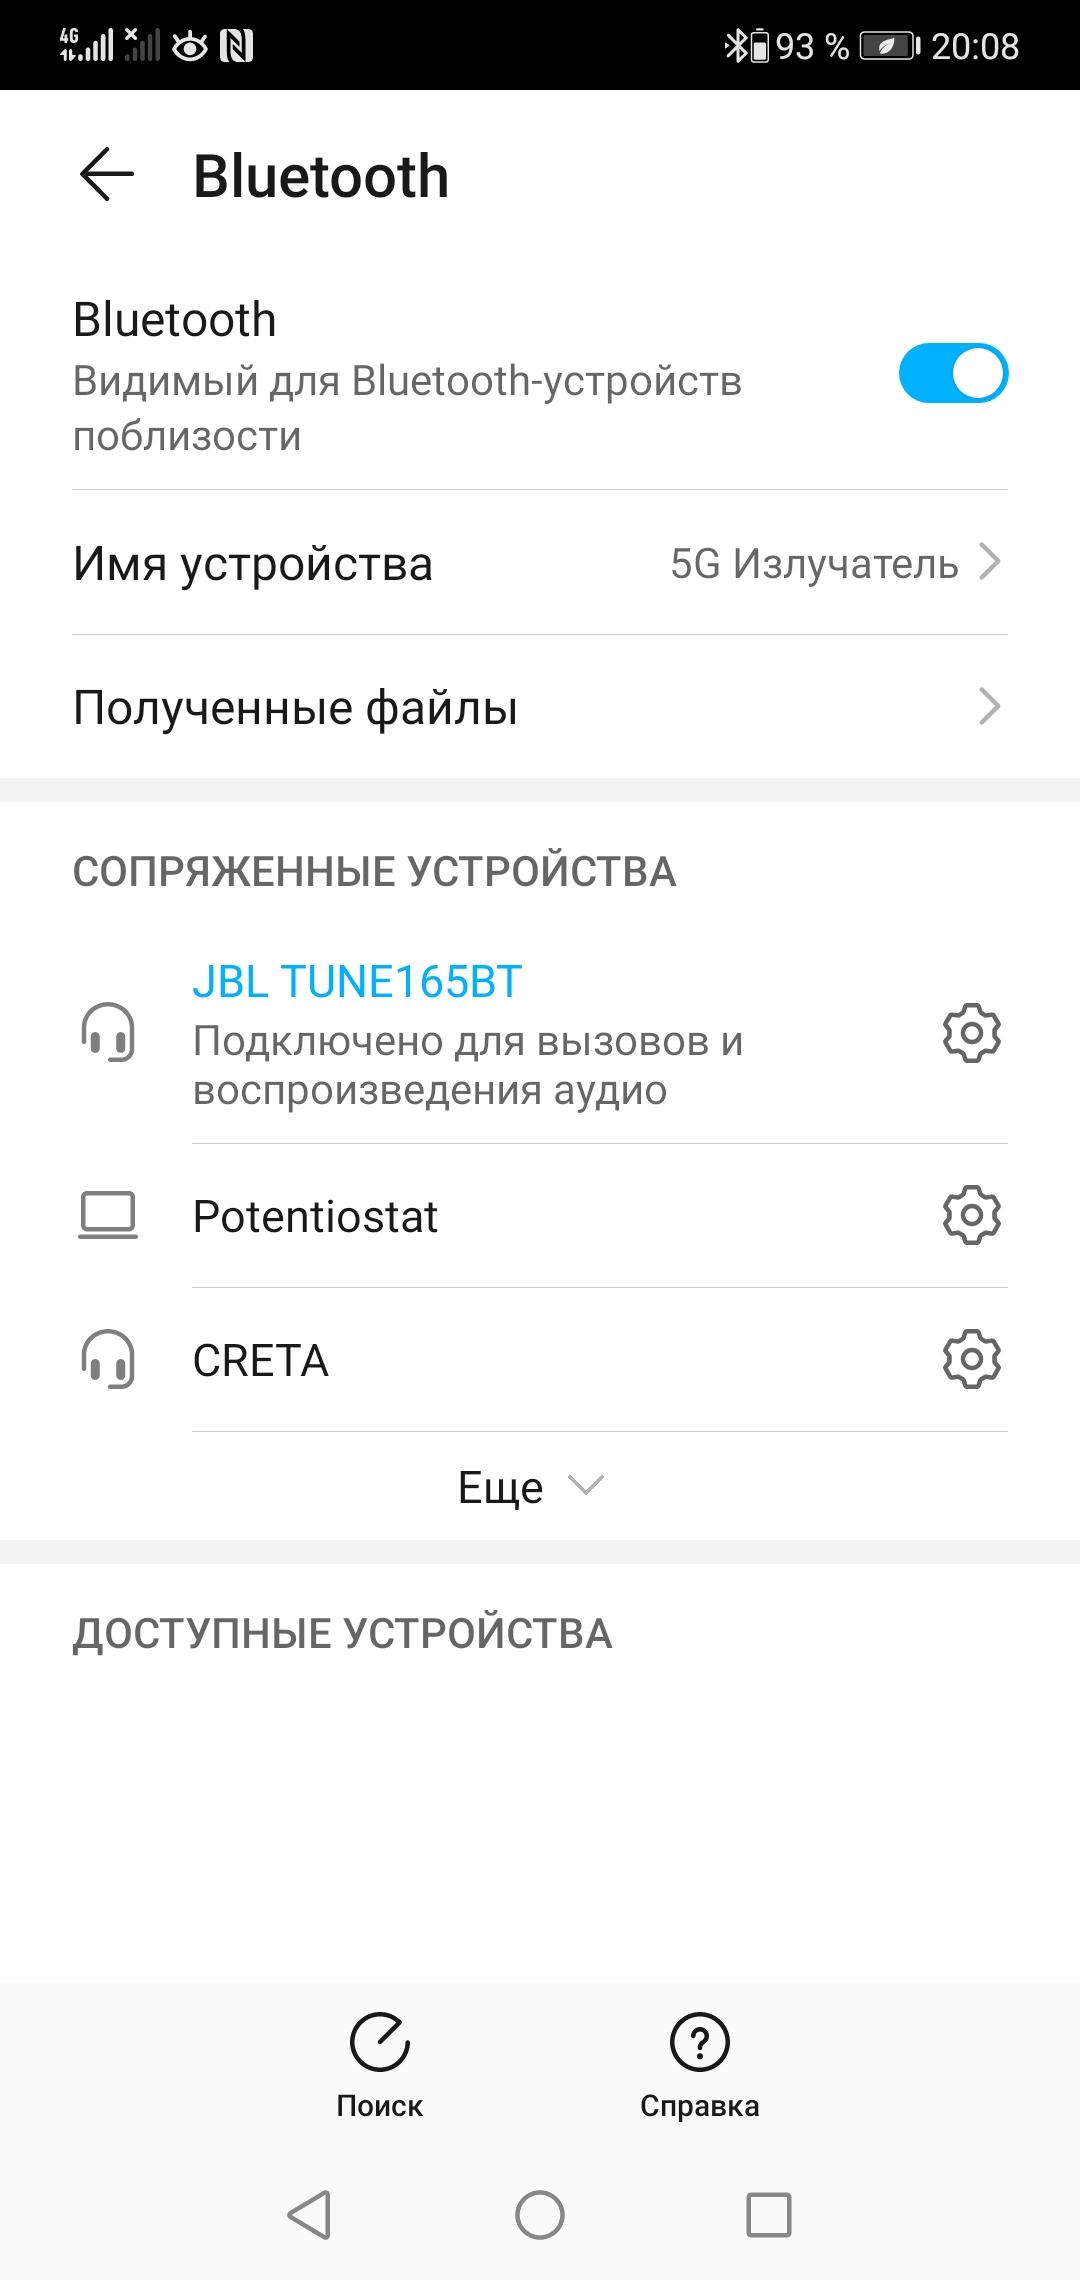 4G 93 % 20:08
Bluetooth
Bluetooth
Видимый для Bluetooth-устройств
поблизости
Имя устройства 5G Излучатель
Полученные файлы
СОПРЯЖЕННЫЕ УСТРОЙСТВА
JBL TUNE165BT
Подключено для вызовов и
воспроизведения аудио
Potentiostat
CRETA
Еще
ДОСТУПНЫЕ УСТРОЙСТВА
Поиск Справка